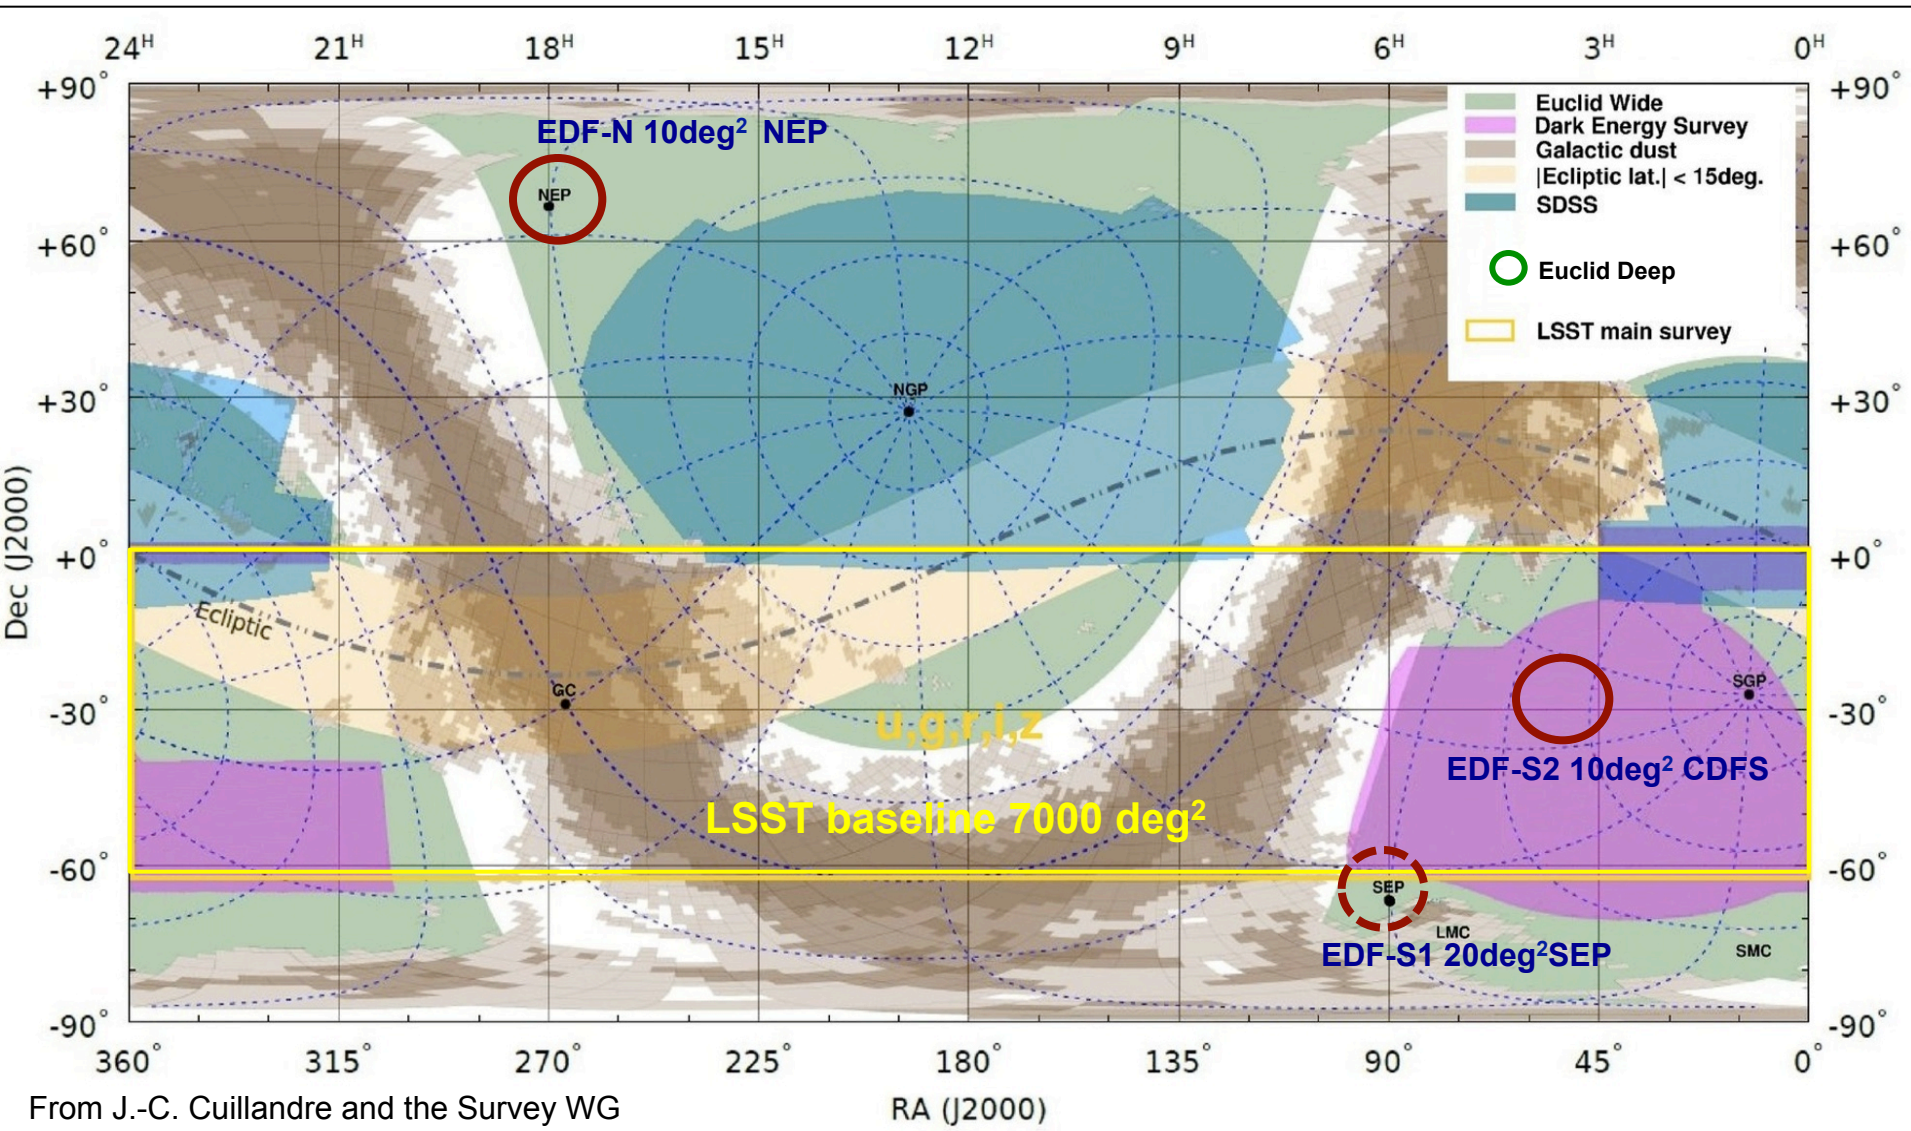 24H 21H 18H 15H 12H 9H 6H 3H 0H
+90° +90°
Euclid Wide
Dark Energy Survey
Galactic dust
|Ecliptic lat.| < 15deg.
SDSS
Euclid Deep
LSST main survey
EDF-N 10deg2 NEP
NEP
+60° +60°
NGP
+30° +30°
+0° +0°
Dec (J2000)
Ecliptic
GC
SGP
-30° -30°
u,g,r,i,z
EDF-S2 10deg2 CDFS
LSST baseline 7000 deg2
-60° -60°
SEP
LMC
EDF-S1 20deg2SEP
SMC
-90° -90°
360° 315° 270° 225° 180° 135° 90° 45° 0°
From J.-C. Cuillandre and the Survey WG
RA (J2000)